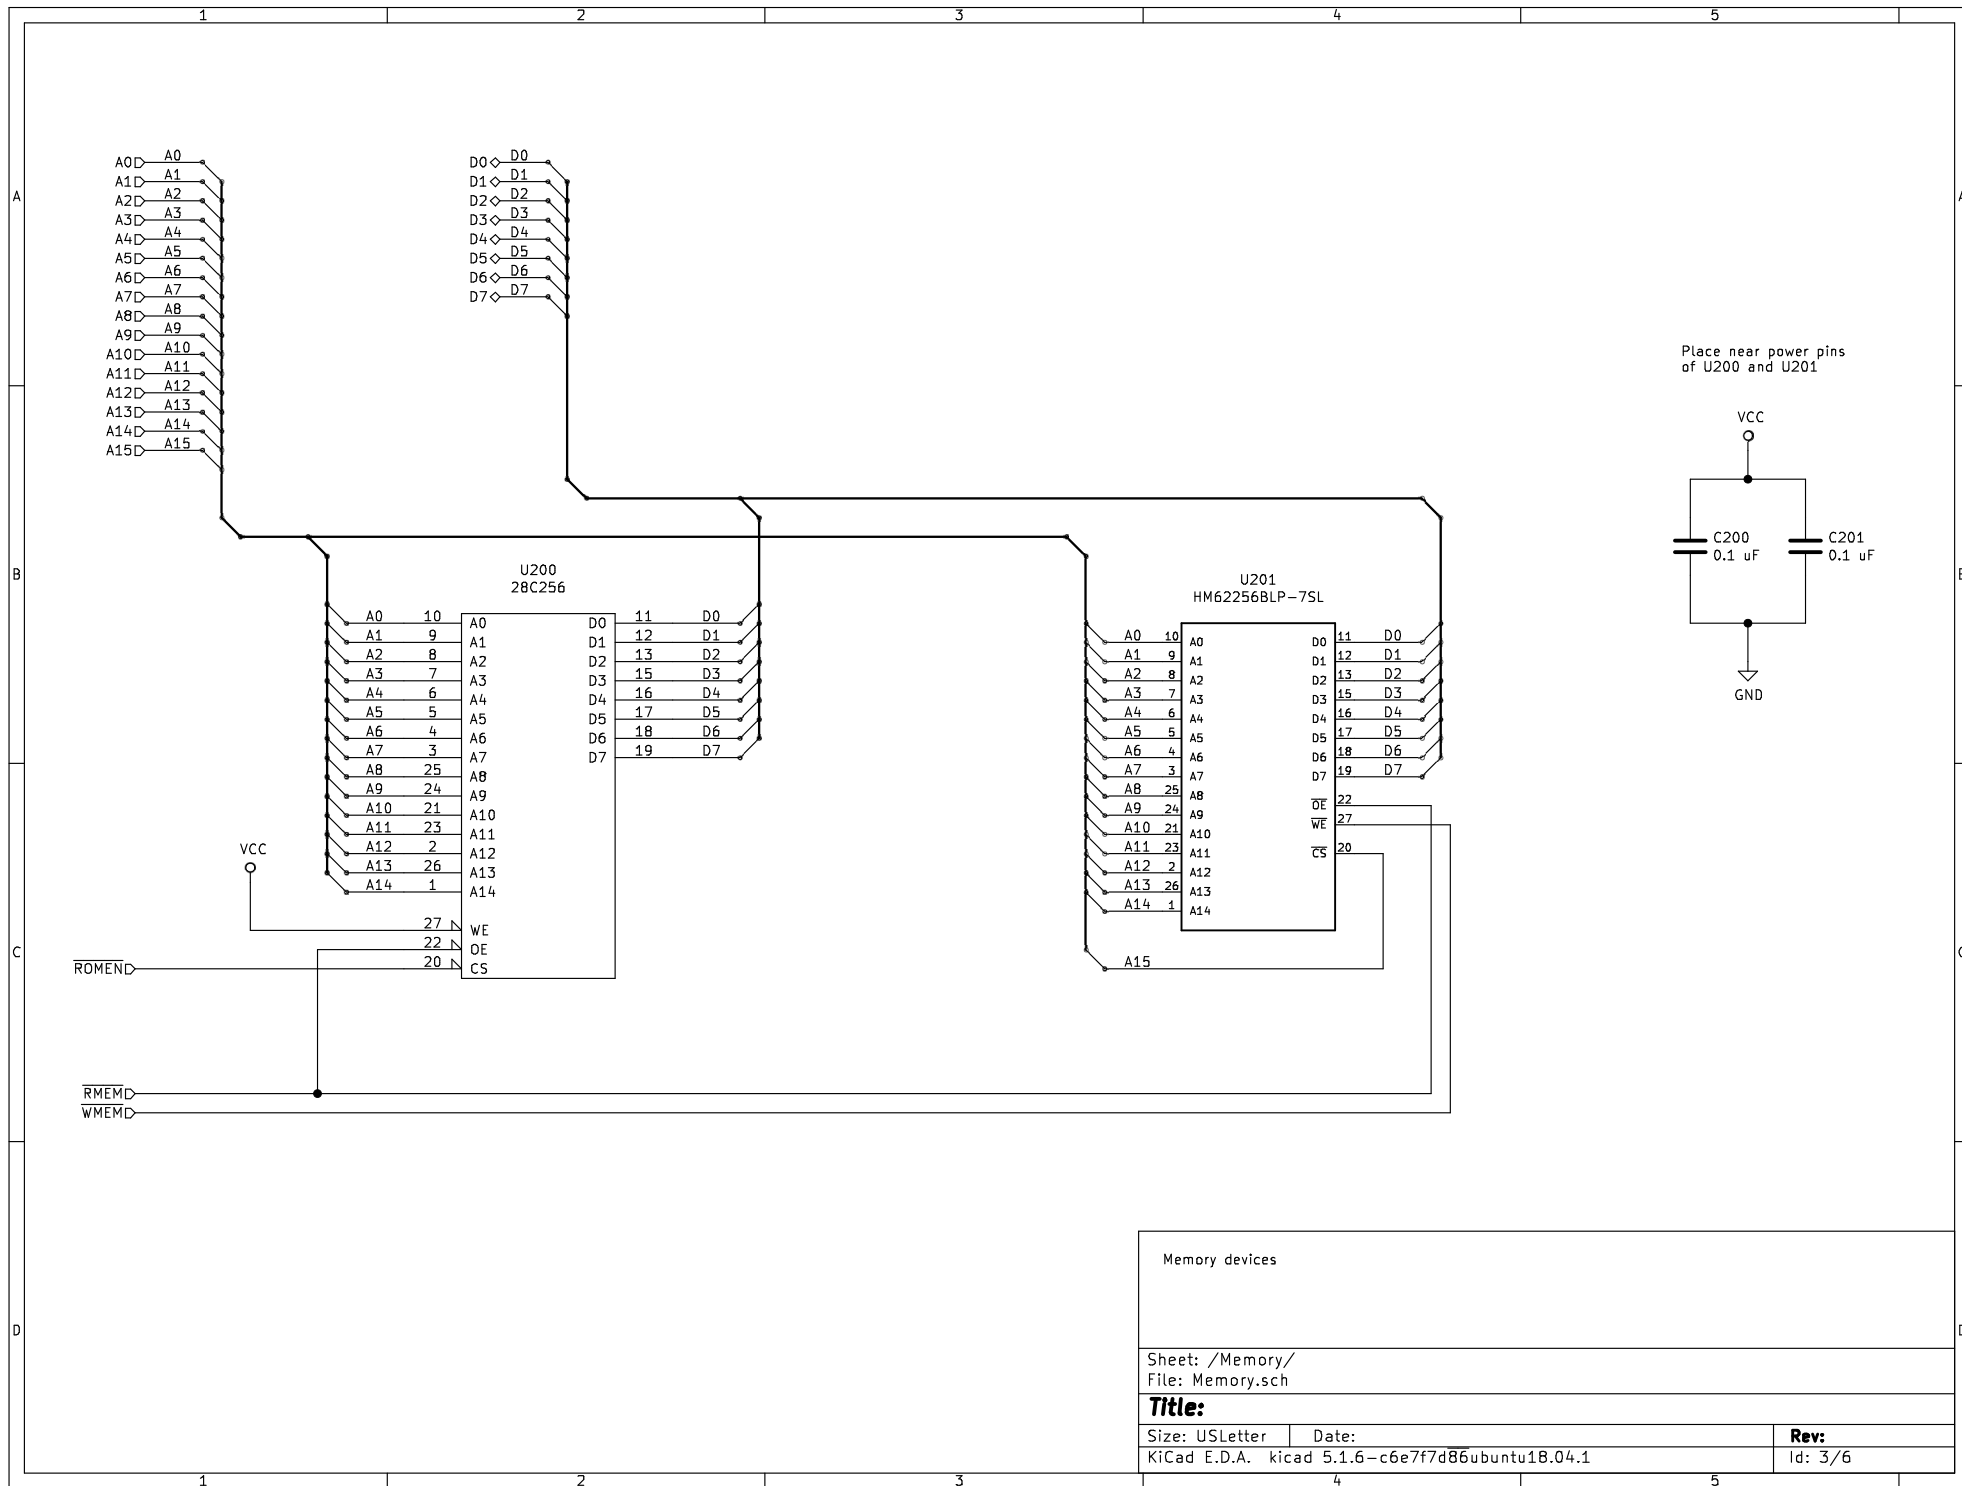 1 2 3 4 5
A
B
C
D
A0 A0
A1 A1
A2 A2
A3 A3
A4 A4
A5 A5
A6 A6
A7 A7
A8 A8
A9 A9
A10 A10
A11 A11
A12 A12
A13 A13
A14 A14
A15 A15
D0 D0
D1 D1
D2 D2
D3 D3
D4 D4
D5 D5
D6 D6
D7 D7
Place near power pins
of U200 and U201
VCC
C200
0.1 uF
C201
0.1 uF
GND
U200
28C256
A0 10 A0 D0 11 D0
A1 9 A1 D1 12 D1
A2 8 A2 D2 13 D2
A3 7 A3 D3 15 D3
A4 6 A4 D4 16 D4
A5 5 A5 D5 17 D5
A6 4 A6 D6 18 D6
A7 3 A7 D7 19 D7
A8 25 A8
A9 24 A9
A10 21 A10
A11 23 A11
A12 2 A12
A13 26 A13
A14 1 A14
VCC
27 WE
22 OE
20 CS
ROMEN
RMEM
WMEM
U201
HM62256BLP-7SL
A0 10 A0 D0 11 D0
A1 9 A1 D1 12 D1
A2 8 A2 D2 13 D2
A3 7 A3 D3 15 D3
A4 6 A4 D4 16 D4
A5 5 A5 D5 17 D5
A6 4 A6 D6 18 D6
A7 3 A7 D7 19 D7
A8 25 A8
A9 24 A9 OE 22
A10 21 A10 WE 27
A11 23 A11 CS 20
A12 2 A12
A13 26 A13
A14 1 A14
A15
Memory devices
Sheet: /Memory/
File: Memory.sch
Title:
Size: USLetter Date: Rev:
KiCad E.D.A. kicad 5.1.6-c6e7f7d86ubuntu18.04.1 Id: 3/6
1 2 3 4 5